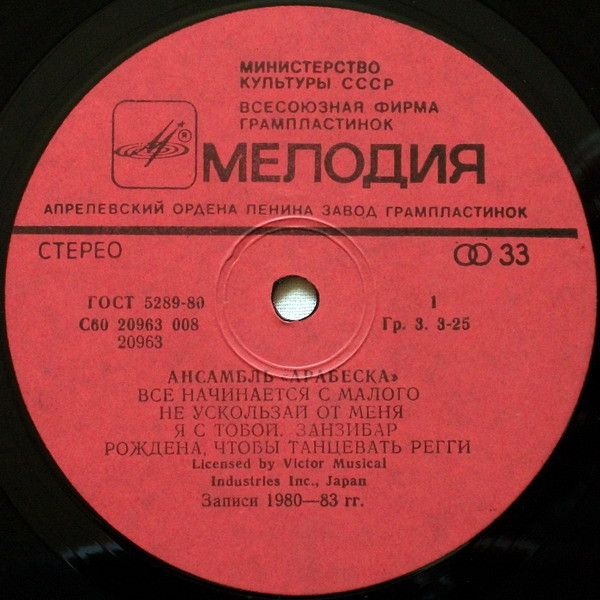 МИНИСТЕРСТВО
КУЛЬТУРЫ СССР
ВСЕСОЮЗНАЯ ФИРМА
ГРАМПЛАСТИНОК
®
МЕЛОДИЯ
АПРЕЛЕВСКИЙ ОРДЕНА ЛЕНИНА ЗАВОД ГРАМПЛАСТИНОК
СТЕРЕО
33
ГОСТ 5289-80
1
С60 20963 008
Гр. 3. 3-25
20963
АНСАМБЛЬ «АРАБЕСКА»
ВСЕ НАЧИНАЕТСЯ С МАЛОГО
НЕ УСКОЛЬЗАЙ ОТ МЕНЯ
Я С ТОБОЙ. ЗАНЗИБАР
РОЖДЕНА, ЧТОБЫ ТАНЦЕВАТЬ РЕГГИ
Licensed by Victor Musical
Industries Inc., Japan
Записи 1980—83 гг.